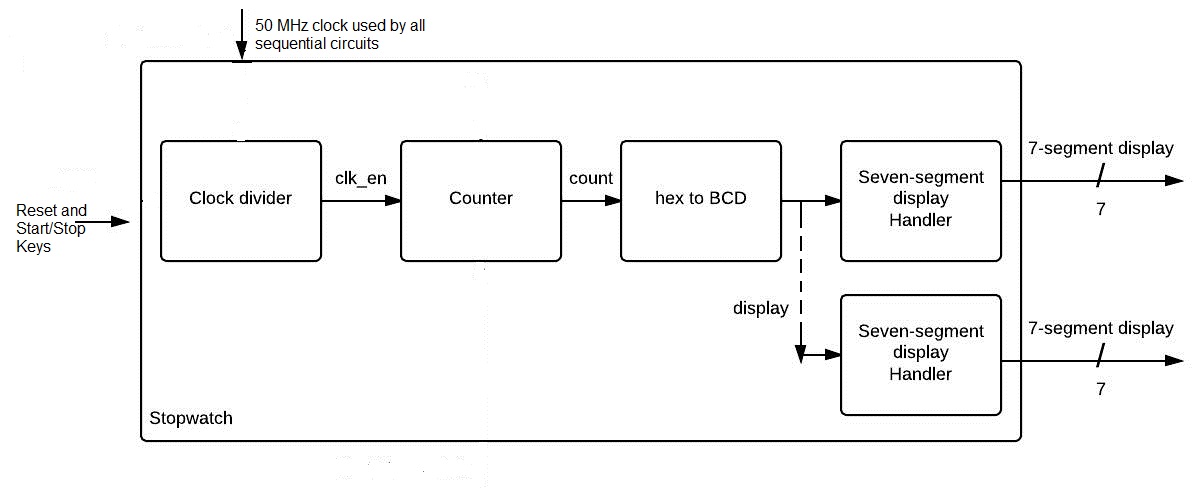 50 MHz clock used by all
sequential circuits
Reset and
Start/Stop
Keys
Clock divider
clk_en
Counter
count
hex to BCD
Seven-segment
display
Handler
7-segment display
7
display
Seven-segment
display
Handler
7-segment display
7
Stopwatch